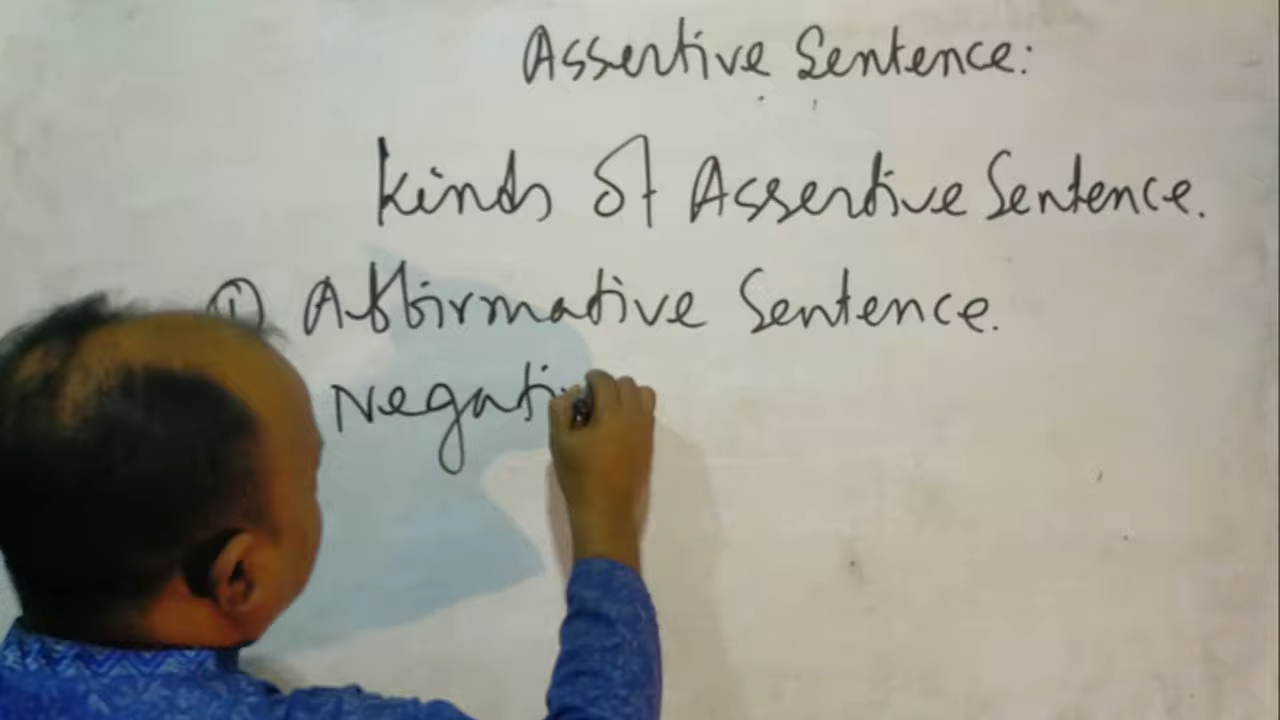 Assertive Sentence:
Kinds of Assertive Sentence.
① Affirmative Sentence.
Negati